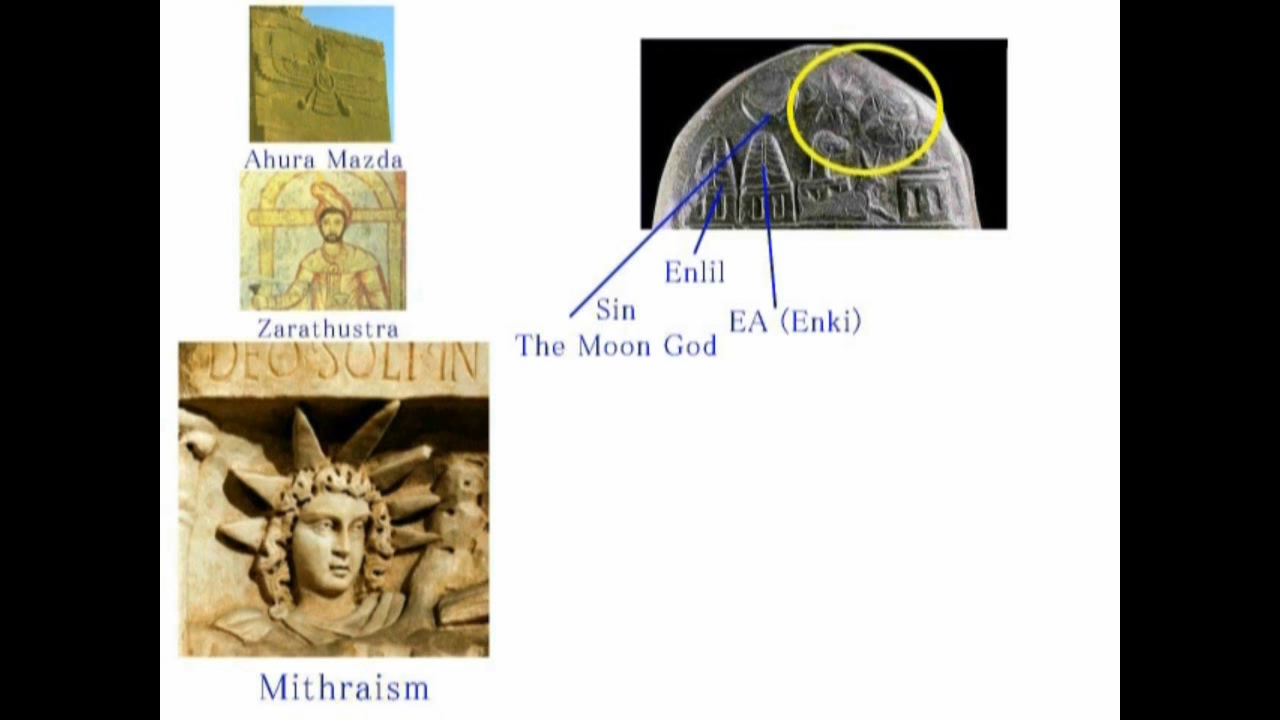 Ahura Mazda
Zarathustra
DEO SOLI IN
Mithraism
Enlil
Sin
The Moon God
EA (Enki)